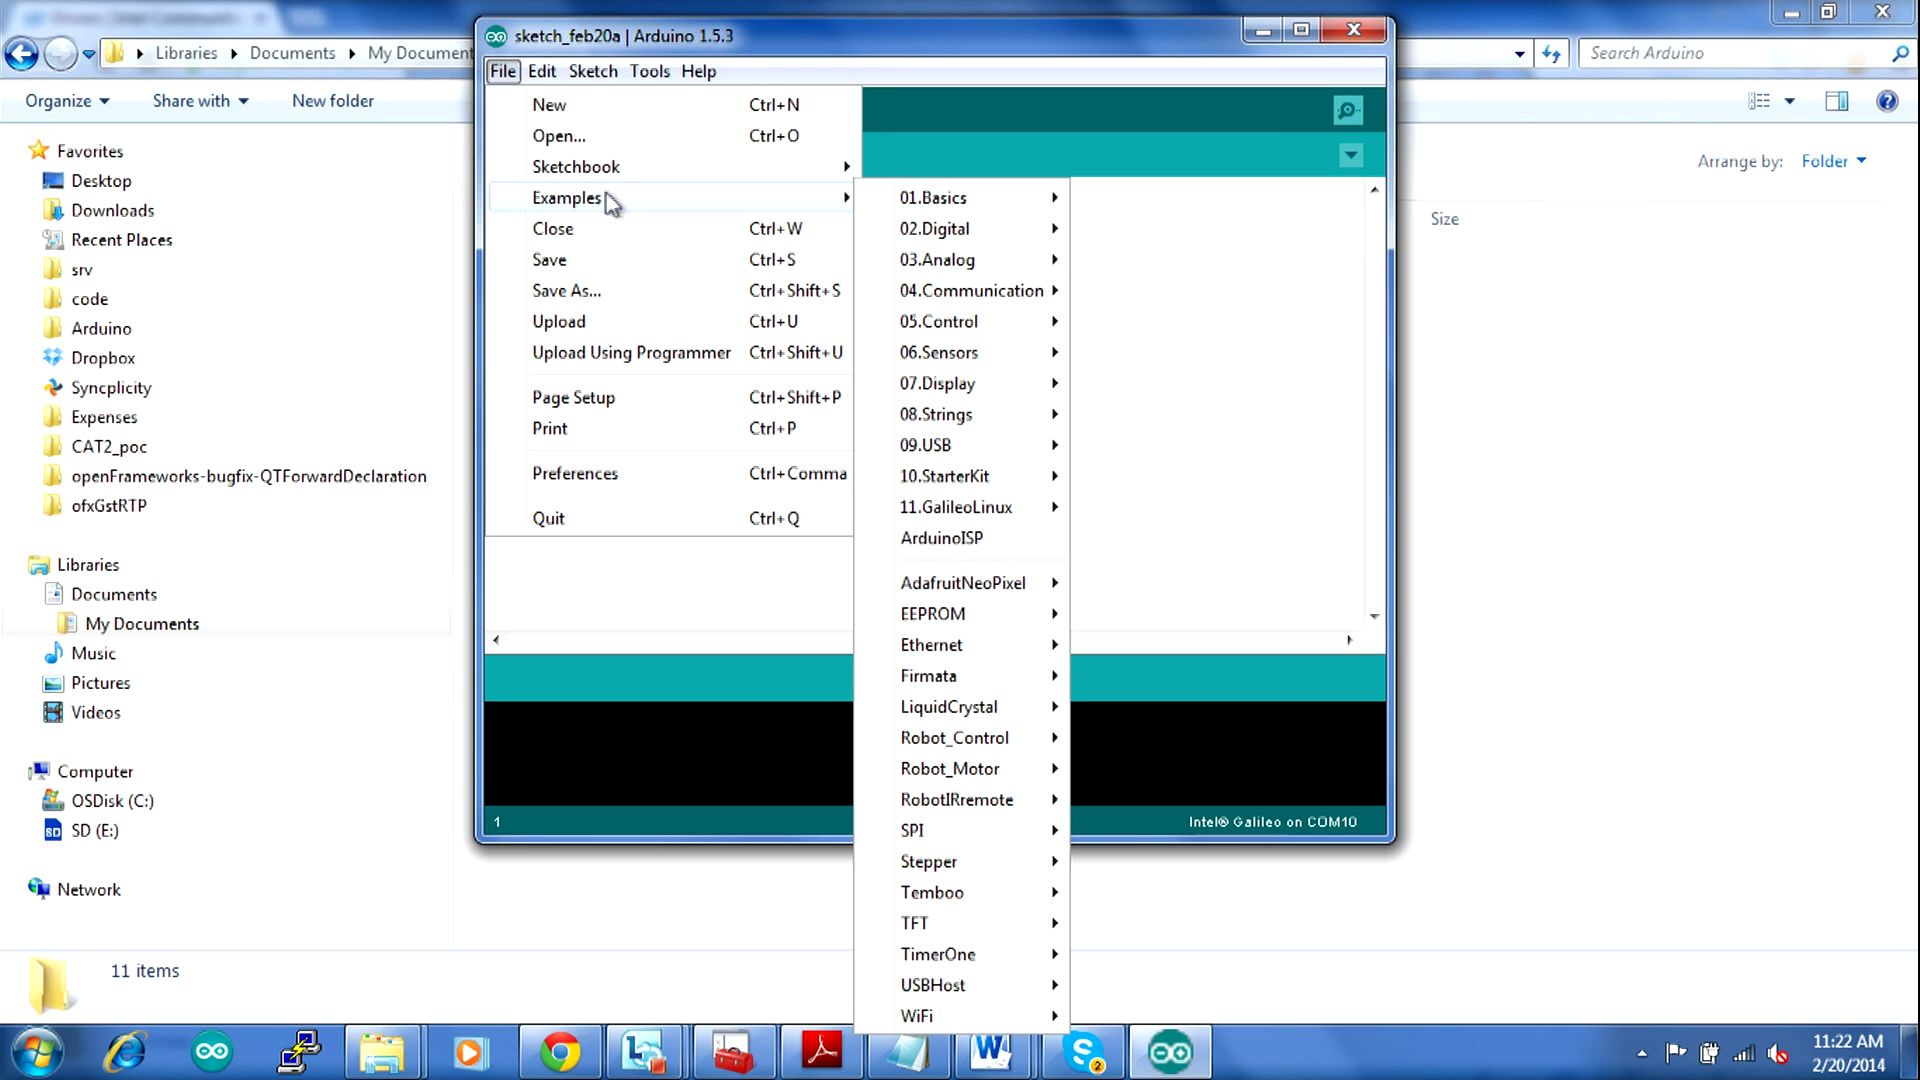 sketch_feb20a | Arduino 1.5.3
Libraries Documents My Document
Search Arduino
File Edit Sketch Tools Help
Organize Share with New folder
New Ctrl+N
Open... Ctrl+O
Sketchbook
Examples
Close Ctrl+W
Save Ctrl+S
Save As... Ctrl+Shift+S
Upload Ctrl+U
Upload Using Programmer Ctrl+Shift+U
Page Setup Ctrl+Shift+P
Print Ctrl+P
Preferences Ctrl+Comma
Quit Ctrl+Q
01.Basics
02.Digital
03.Analog
04.Communication
05.Control
06.Sensors
07.Display
08.Strings
09.USB
10.StarterKit
11.GalileoLinux
ArduinoISP
AdafruitNeoPixel
EEPROM
Ethernet
Firmata
LiquidCrystal
Robot_Control
Robot_Motor
RobotIRremote
SPI
Stepper
Temboo
TFT
TimerOne
USBHost
WiFi
1
Intel® Galileo on COM10
Arrange by: Folder
Size
Favorites
Desktop
Downloads
Recent Places
srv
code
Arduino
Dropbox
Syncplicity
Expenses
CAT2_poc
openFrameworks-bugfix-QTForwardDeclaration
ofxGstRTP
Libraries
Documents
My Documents
Music
Pictures
Videos
Computer
OSDisk (C:)
SD (E:)
Network
11 items
2
11:22 AM
2/20/2014